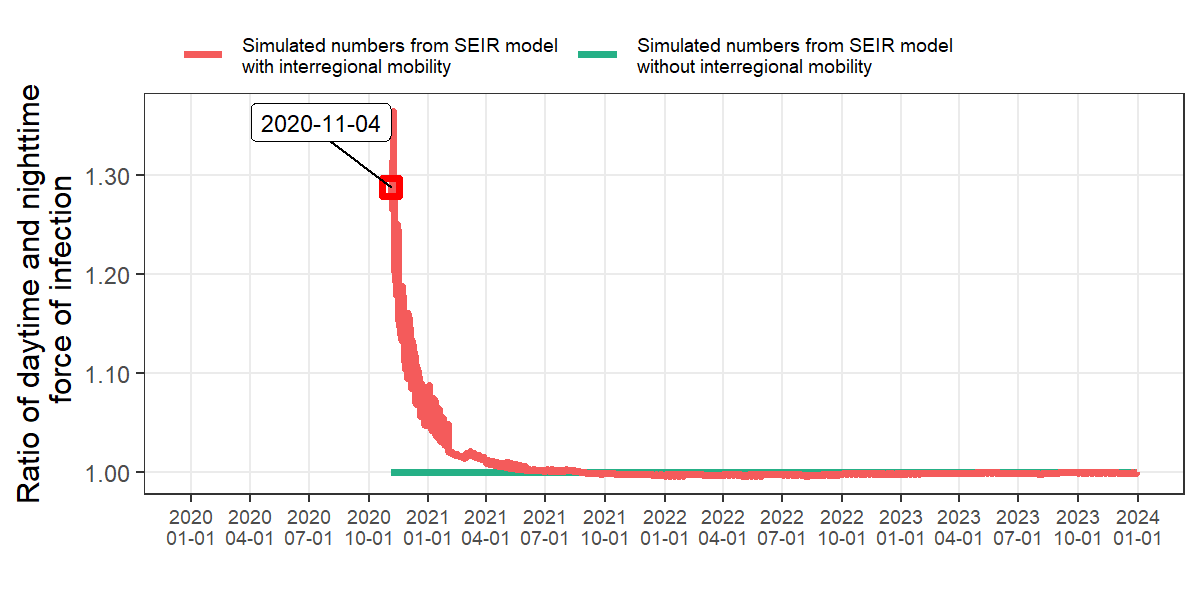 Simulated numbers from SEIR model
with interregional mobility
Simulated numbers from SEIR model
without interregional mobility
Ratio of daytime and nighttime
force of infection
2020-11-04
1.30
1.20
1.10
1.00
2020 2020 2020 2020 2021 2021 2021 2021 2022 2022 2022 2022 2023 2023 2023 2023 2024
01-01 04-01 07-01 10-01 01-01 04-01 07-01 10-01 01-01 04-01 07-01 10-01 01-01 04-01 07-01 10-01 01-01